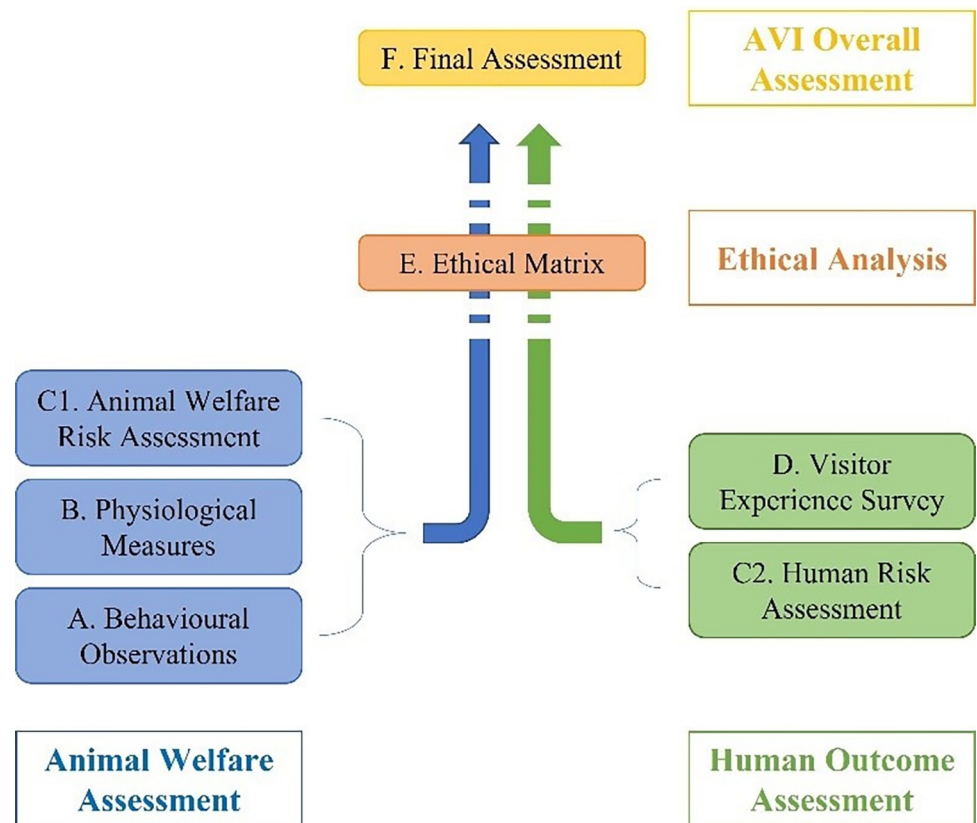 F. Final Assessment
AVI Overall
Assessment
E. Ethical Matrix
Ethical Analysis
C1. Animal Welfare
Risk Assessment
B. Physiological
Measures
A. Behavioural
Observations
D. Visitor
Experience Survey
C2. Human Risk
Assessment
Animal Welfare
Assessment
Human Outcome
Assessment